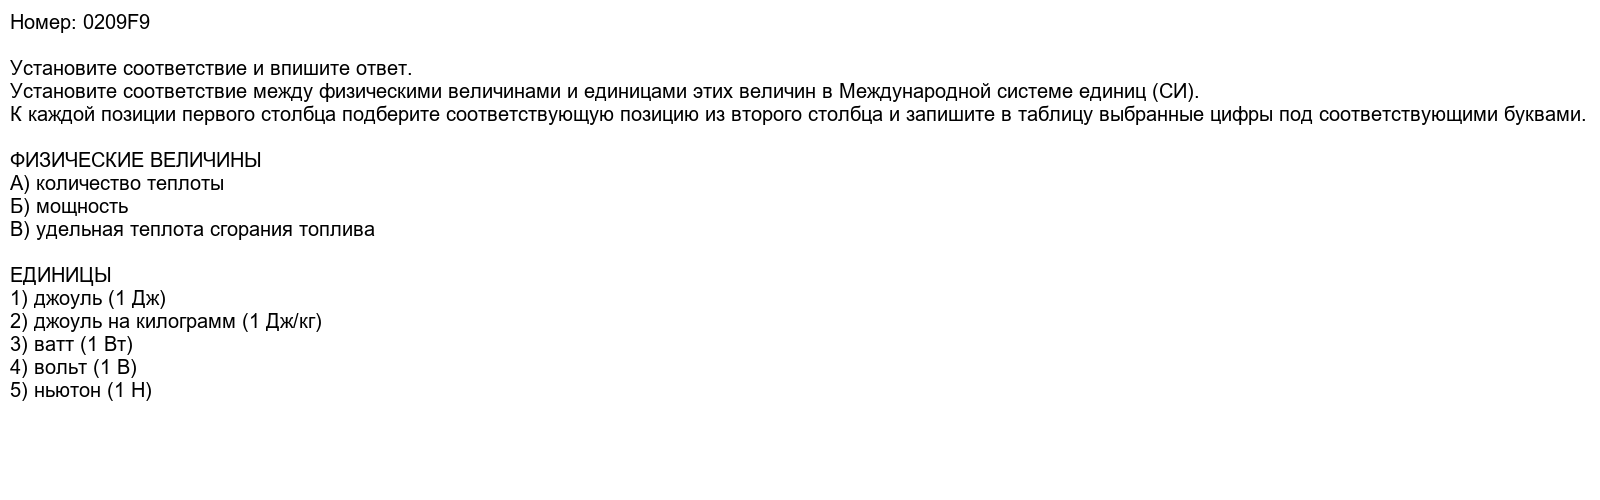 Номер: 0209F9
Установите соответствие и впишите ответ.
Установите соответствие между физическими величинами и единицами этих величин в Международной системе единиц (СИ).
К каждой позиции первого столбца подберите соответствующую позицию из второго столбца и запишите в таблицу выбранные цифры под соответствующими буквами.
ФИЗИЧЕСКИЕ ВЕЛИЧИНЫ
А) количество теплоты
Б) мощность
В) удельная теплота сгорания топлива
ЕДИНИЦЫ
1) джоуль (1 Дж)
2) джоуль на килограмм (1 Дж/кг)
3) ватт (1 Вт)
4) вольт (1 В)
5) ньютон (1 Н)